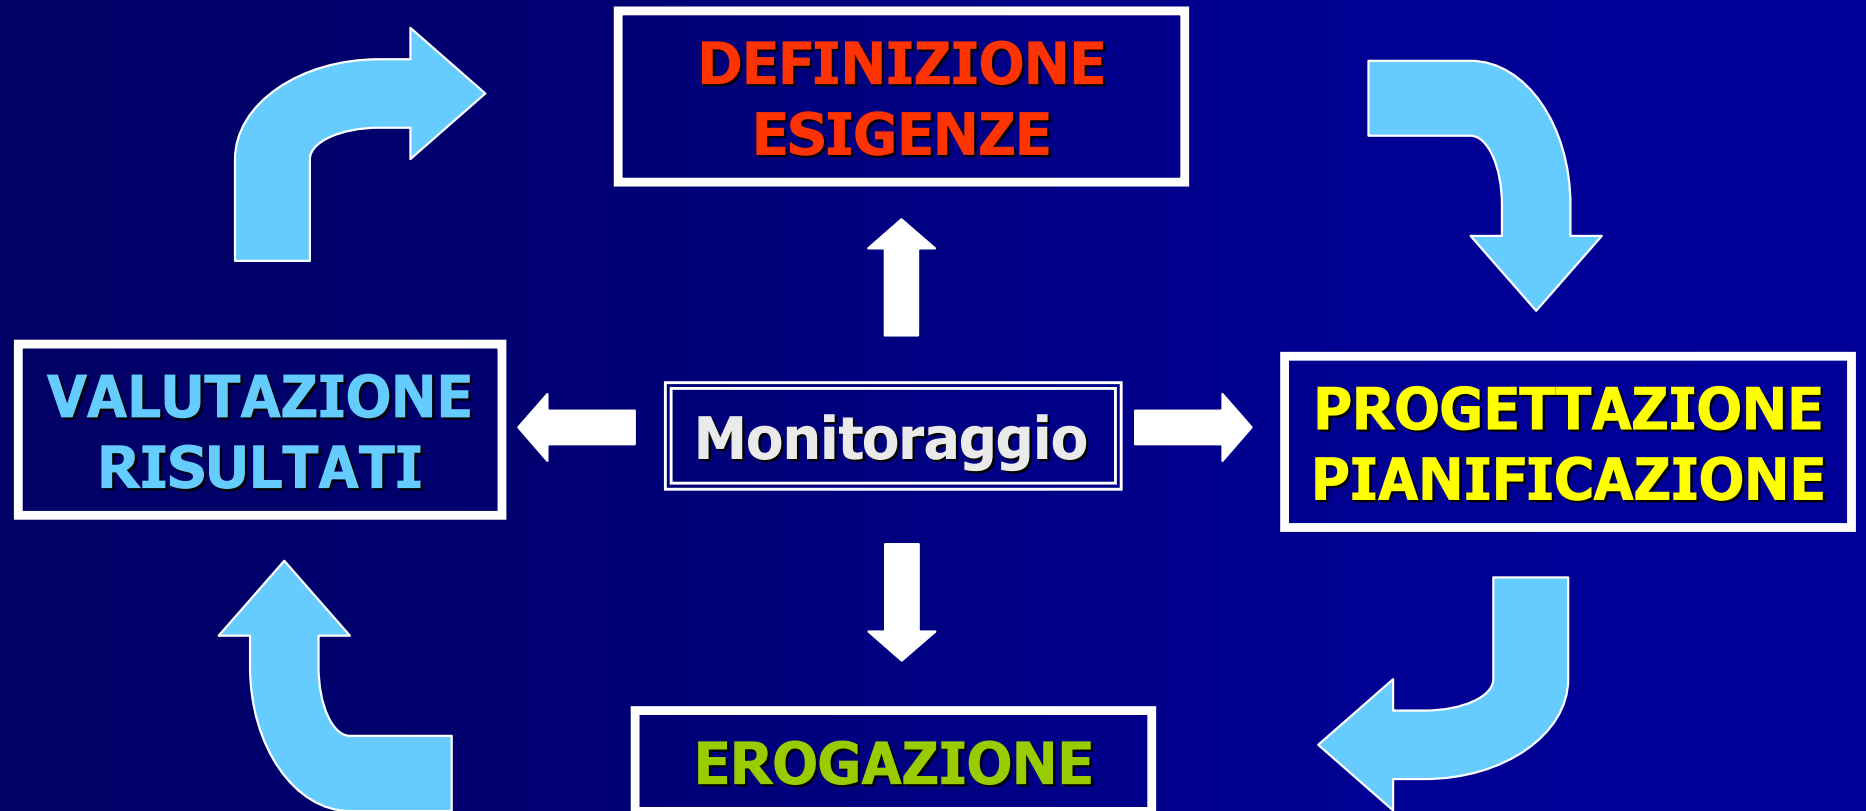 DEFINIZIONE
ESIGENZE
VALUTAZIONE
RISULTATI
Monitoraggio
PROGETTAZIONE
PIANIFICAZIONE
EROGAZIONE